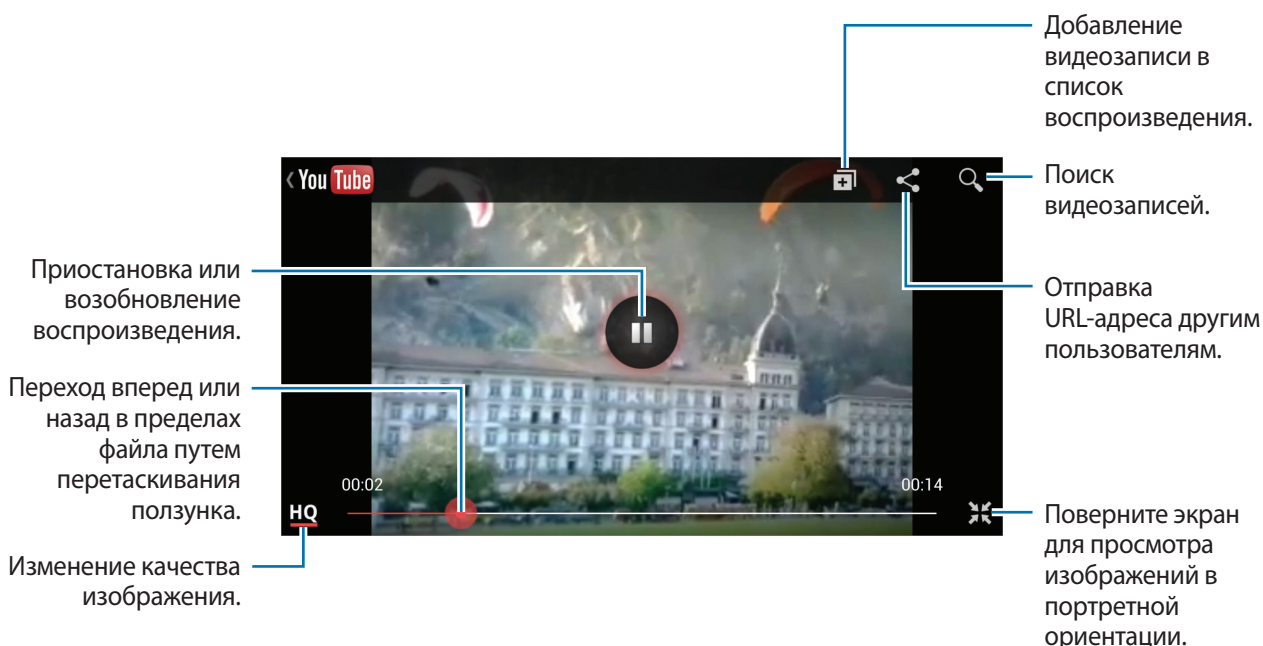 Добавление
видеозаписи в
список
воспроизведения.
You Tube
Поиск
видеозаписей.
Приостановка или
возобновление
воспроизведения.
Отправка
URL-адреса другим
пользователям.
Переход вперед или
назад в пределах
файла путем
перетаскивания
ползунка.
00:02
00:14
HQ
Поверните экран
для просмотра
изображений в
портретной
ориентации.
Изменение качества
изображения.